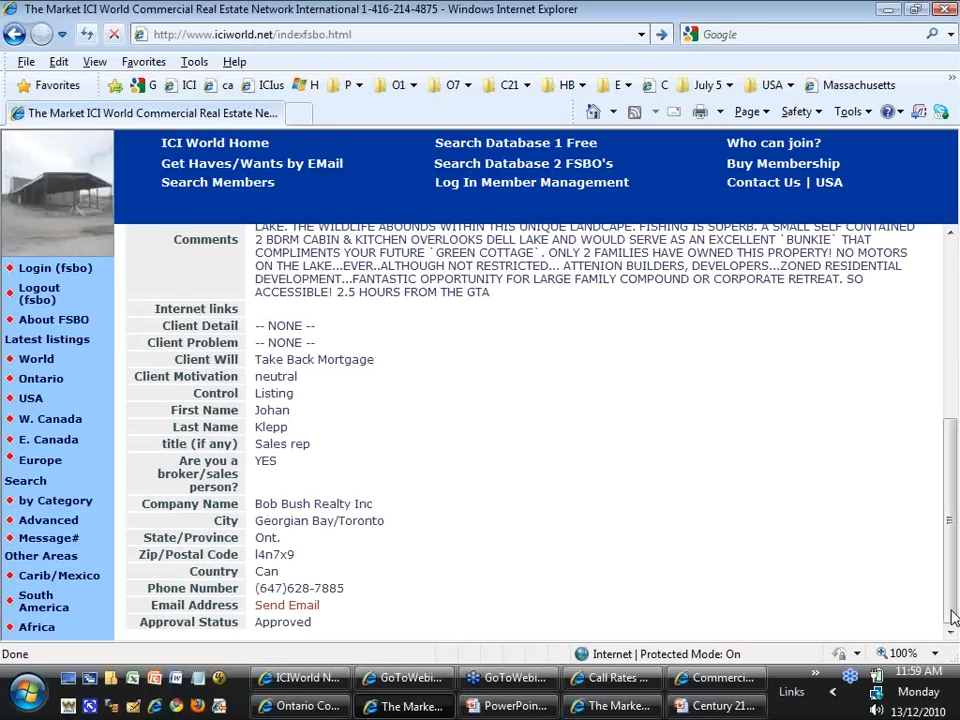 The Market ICI World Commercial Real Estate Network International 1-416-214-4875 - Windows Internet Explorer
http://www.iciworld.net/indexfsbo.html
Google
File Edit View Favorites Tools Help
Favorites G ICI ca ICIus H P O1 O7 C21 HB E C July 5 USA Massachusetts
The Market ICI World Commercial Real Estate Ne...
Page Safety Tools
ICI World Home Search Database 1 Free Who can join?
Get Haves/Wants by EMail Search Database 2 FSBO's Buy Membership
Search Members Log In Member Management Contact Us | USA
Login (fsbo)
Logout
(fsbo)
About FSBO
Latest listings
World
Ontario
USA
W. Canada
E. Canada
Europe
Search
by Category
Advanced
Message#
Other Areas
Carib/Mexico
South
America
Africa
LAKE. THE WILDLIFE ABOUNDS WITHIN THIS UNIQUE LANDCAPE. FISHING IS SUPERB. A SMALL SELF CONTAINED
Comments 2 BDRM CABIN & KITCHEN OVERLOOKS DELL LAKE AND WOULD SERVE AS AN EXCELLENT `BUNKIE` THAT
COMPLIMENTS YOUR FUTURE `GREEN COTTAGE` . ONLY 2 FAMILIES HAVE OWNED THIS PROPERTY! NO MOTORS
ON THE LAKE...EVER..ALTHOUGH NOT RESTRICTED... ATTENION BUILDERS, DEVELOPERS...ZONED RESIDENTIAL
DEVELOPMENT...FANTASTIC OPPORTUNITY FOR LARGE FAMILY COMPOUND OR CORPORATE RETREAT. SO
ACCESSIBLE! 2.5 HOURS FROM THE GTA
Internet links
Client Detail -- NONE --
Client Problem -- NONE --
Client Will Take Back Mortgage
Client Motivation neutral
Control Listing
First Name Johan
Last Name Klepp
title (if any) Sales rep
Are you a YES
broker/sales
person?
Company Name Bob Bush Realty Inc
City Georgian Bay/Toronto
State/Province Ont.
Zip/Postal Code l4n7x9
Country Can
Phone Number (647)628-7885
Email Address Send Email
Approval Status Approved
Done Internet | Protected Mode: On 100%
ICIWorld N... GoToWebi... GoToWebi... Call Rates ... Commerci... 11:59 AM
Links Monday
Ontario Co... The Marke... PowerPoin... The Marke... Century 21... 13/12/2010